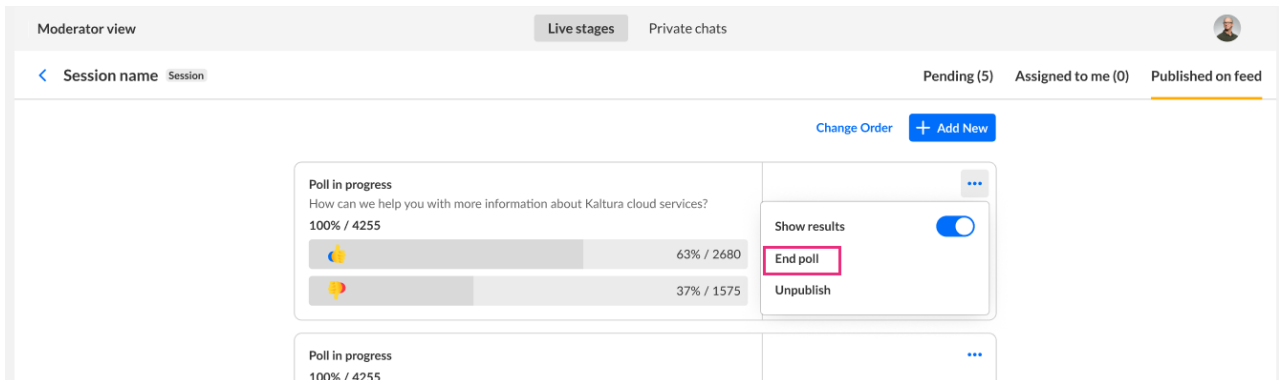 Moderator view
Live stages
Private chats
Session name Session
Pending (5)
Assigned to me (0)
Published on feed
Change Order
+ Add New
Poll in progress
How can we help you with more information about Kaltura cloud services?
100% / 4255
63% / 2680
37% / 1575
Show results
End poll
Unpublish
Poll in progress
100% / 4255